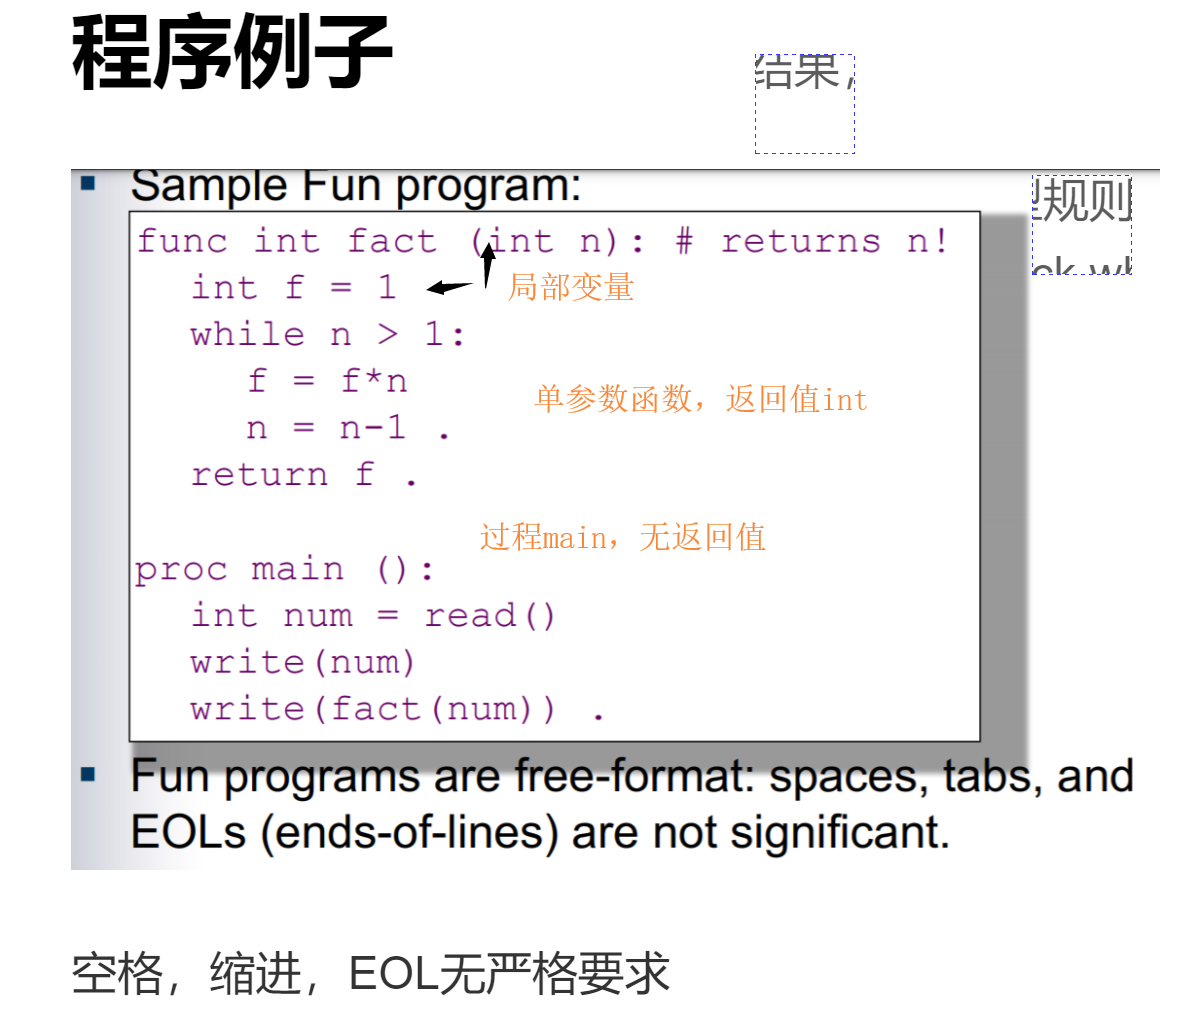 程序例子
结果，
Sample Fun program:
func int fact (int n): # returns n!
int f = 1
局部变量
while n > 1:
f = f*n
单参数函数，返回值int
n = n-1 .
return f .
过程main，无返回值
proc main ():
int num = read()
write(num)
write(fact(num)) .
规则
Fun programs are free-format: spaces, tabs, and
EOLs (ends-of-lines) are not significant.
空格，缩进，EOL无严格要求